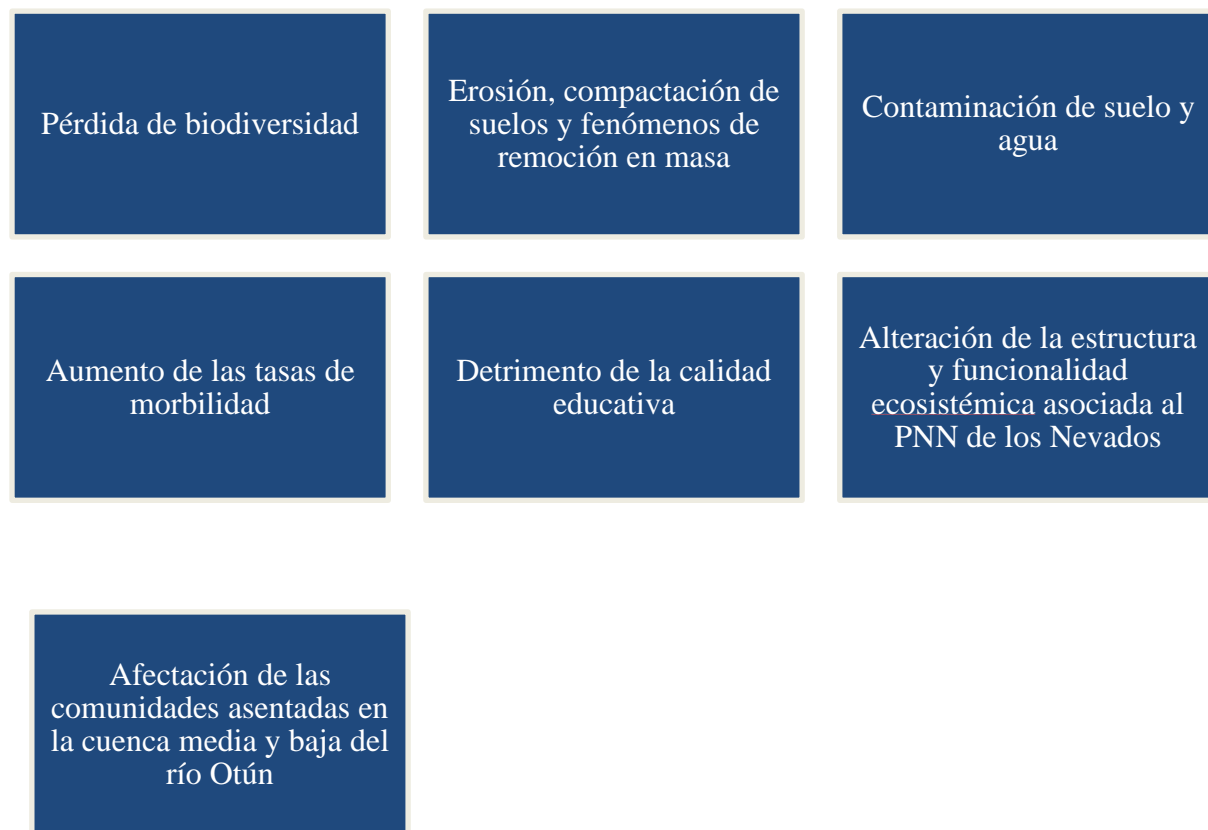 Pérdida de biodiversidad
Erosión, compactación de
suelos y fenómenos de
remoción en masa
Contaminación de suelo y
agua
Aumento de las tasas de
morbilidad
Detrimento de la calidad
educativa
Alteración de la estructura
y funcionalidad
ecosistémica asociada al
PNN de los Nevados
Afectación de las
comunidades asentadas en
la cuenca media y baja del
río Otún